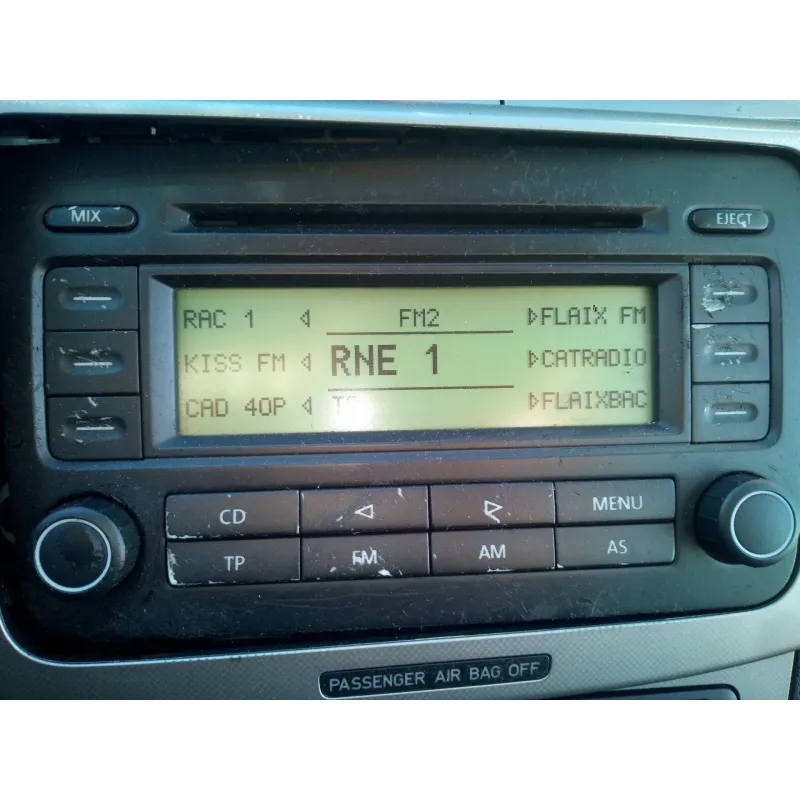 MIX
EJECT
RAC 1 FM2 FLAIX FM
KISS FM RNE 1 CATRADIO
CAD 40P FLAIXBAC
CD MENU
TP FM AM AS
PASSENGER AIR BAG OFF